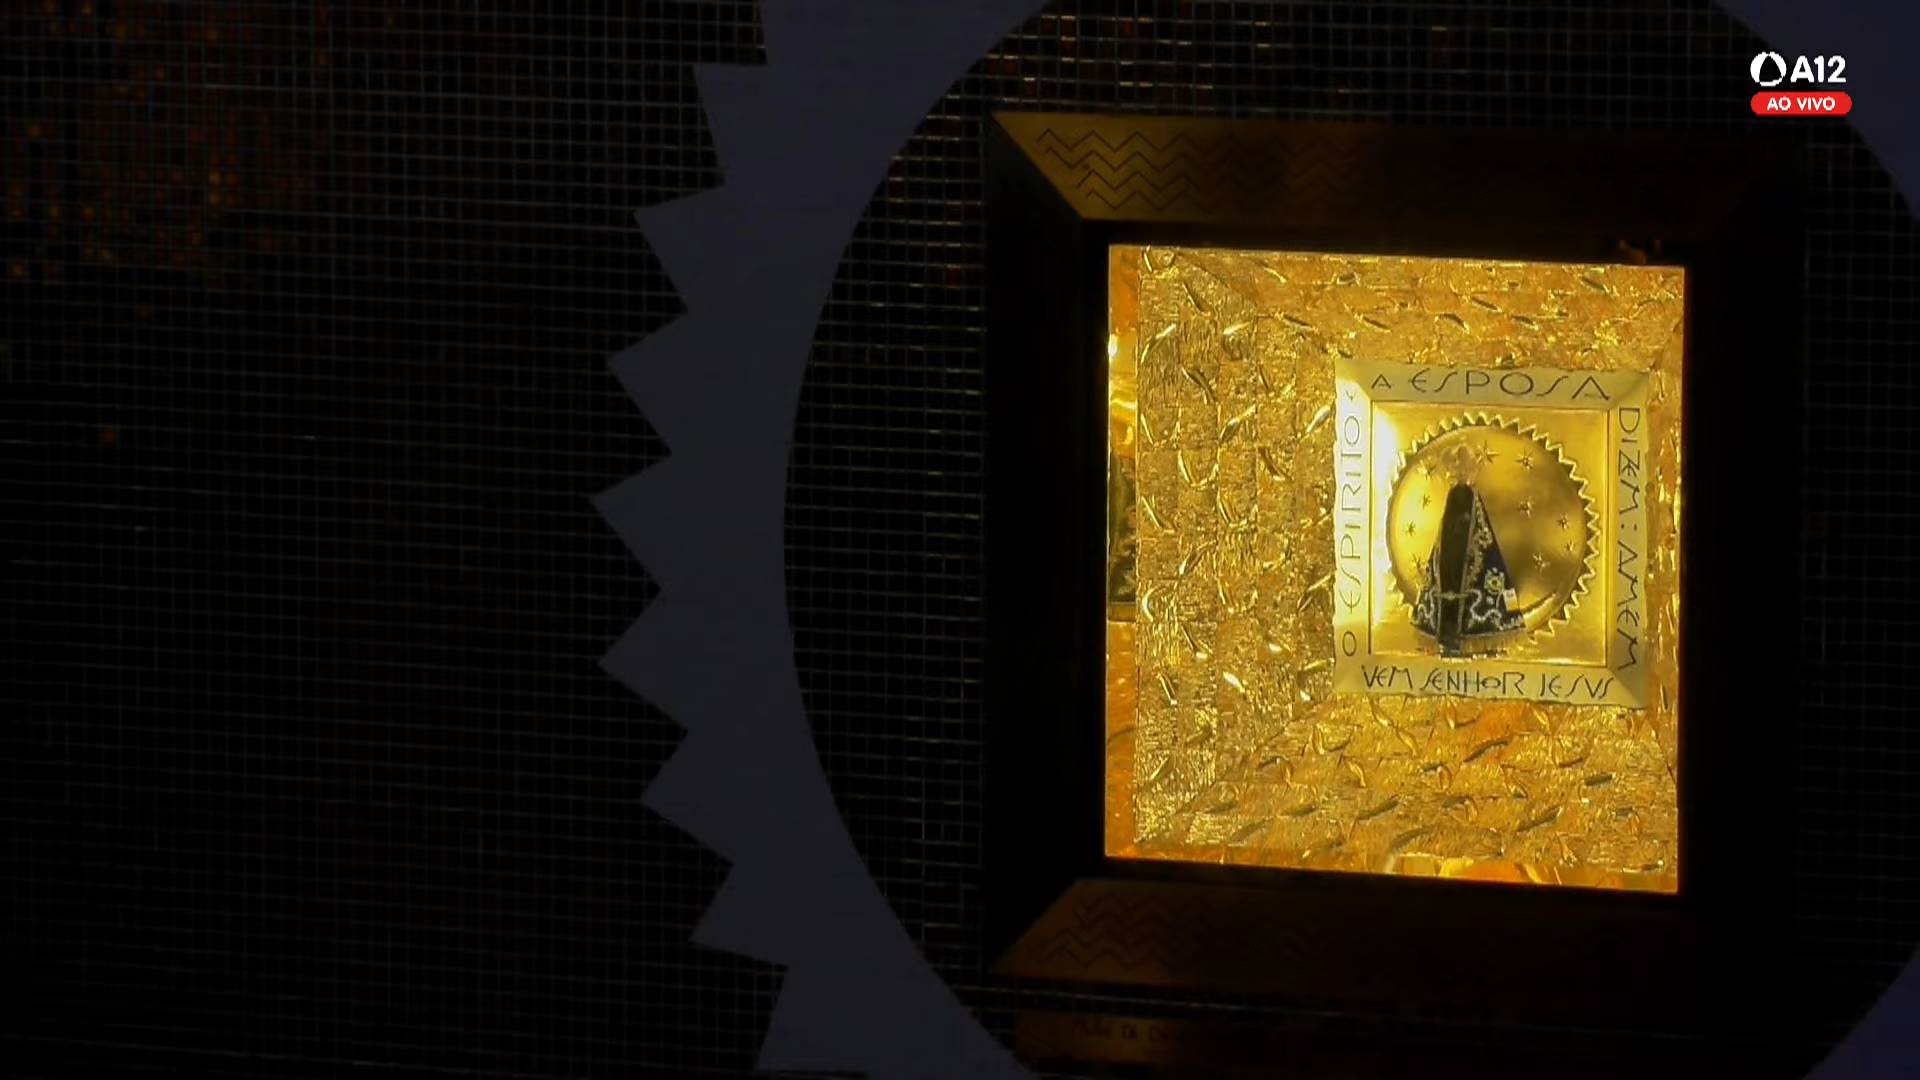 A12
AO VIVO
O ESPIRITO E
A ESPOSA
DIZEM: AMEM
VEM SENHOR JESUS